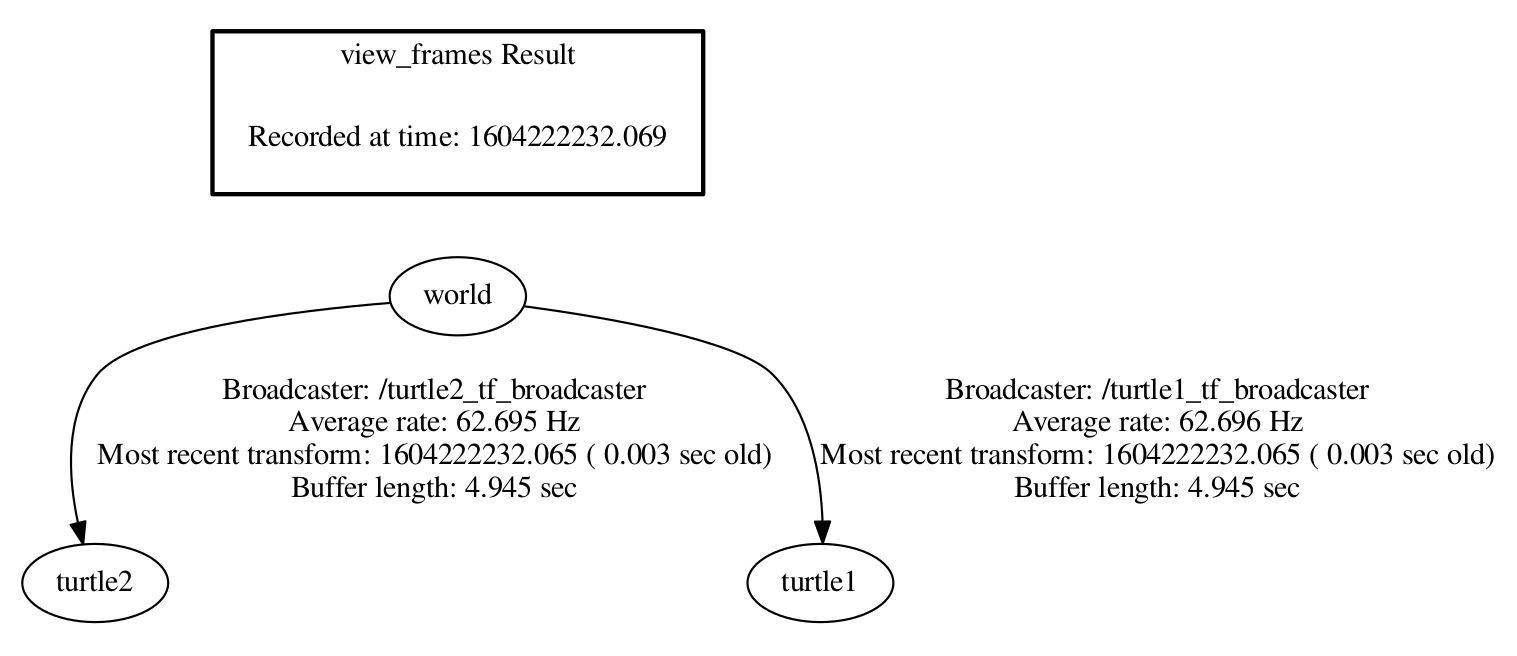 view_frames Result
Recorded at time: 1604222232.069
world
Broadcaster: /turtle2_tf_broadcaster
Average rate: 62.695 Hz
Most recent transform: 1604222232.065 ( 0.003 sec old)
Buffer length: 4.945 sec
Broadcaster: /turtle1_tf_broadcaster
Average rate: 62.696 Hz
Most recent transform: 1604222232.065 ( 0.003 sec old)
Buffer length: 4.945 sec
turtle2
turtle1